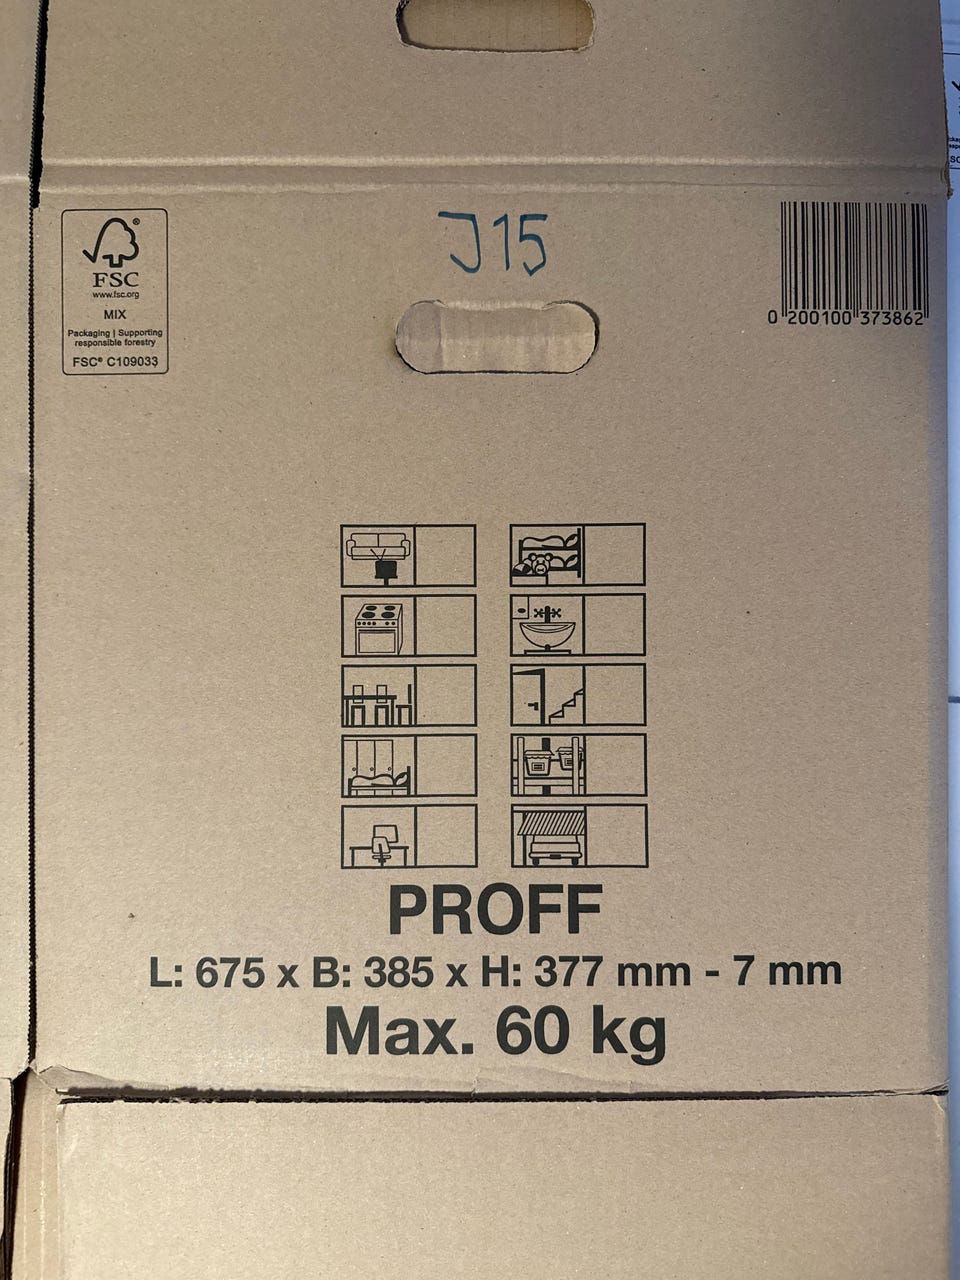 J15
FSC®
www.fsc.org
MIX
Packaging | Supporting
responsible forestry
FSC® C109033
0 200100 373862
PROFF
L: 675 x B: 385 x H: 377 mm - 7 mm
Max. 60 kg